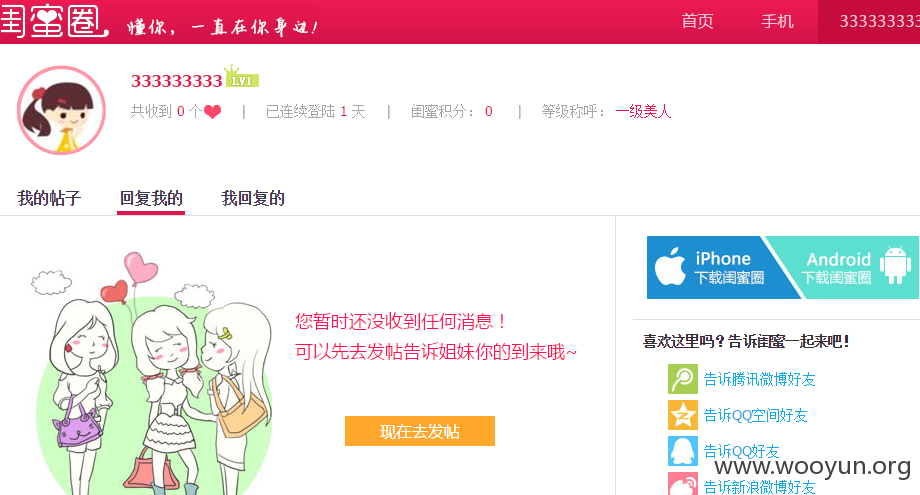 闺蜜圈 懂你，一直在你身边！ 首页 手机 333333333
333333333 LV1
共收到 0 个 | 已连续登陆 1 天 | 闺蜜积分： 0 | 等级称呼： 一级美人
我的帖子 回复我的 我回复的
iPhone
下载闺蜜圈
Android
下载闺蜜圈
您暂时还没收到任何消息！
可以先去发帖告诉姐妹你的到来哦~
现在去发帖
喜欢这里吗？告诉闺蜜一起来吧！
告诉腾讯微博好友
告诉QQ空间好友
告诉QQ好友
告诉新浪微博好友
www.wooyun.org